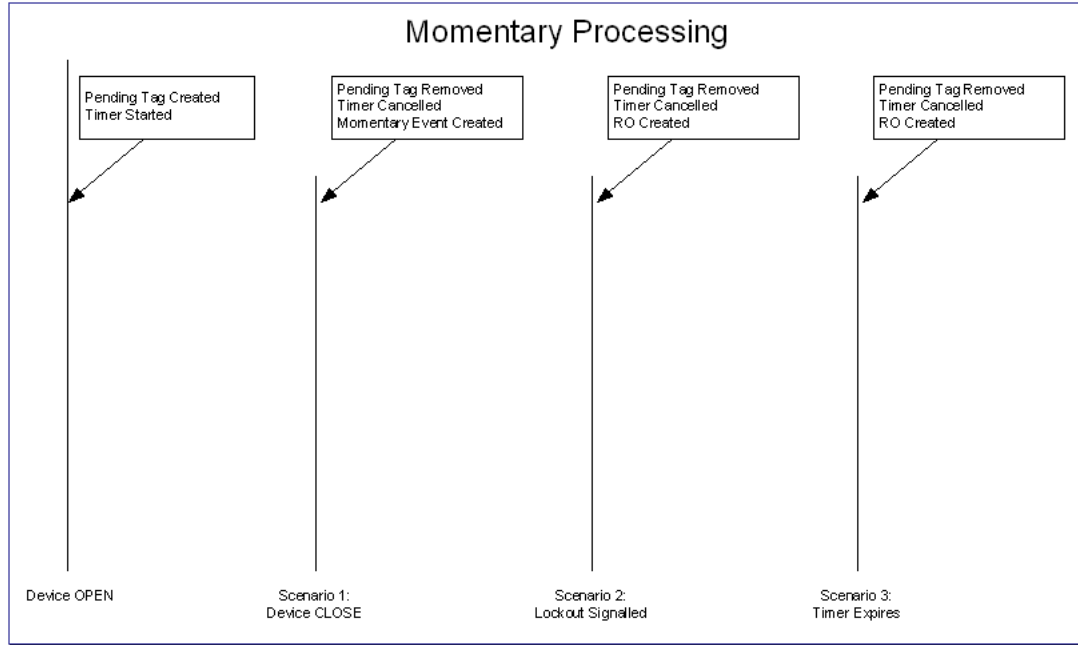 Momentary Processing
Pending Tag Created
Timer Started
Pending Tag Removed
Timer Cancelled
Momentary Event Created
Pending Tag Removed
Timer Cancelled
RO Created
Pending Tag Removed
Timer Cancelled
RO Created
Device OPEN
Scenario 1:
Device CLOSE
Scenario 2:
Lockout Signalled
Scenario 3:
Timer Expires